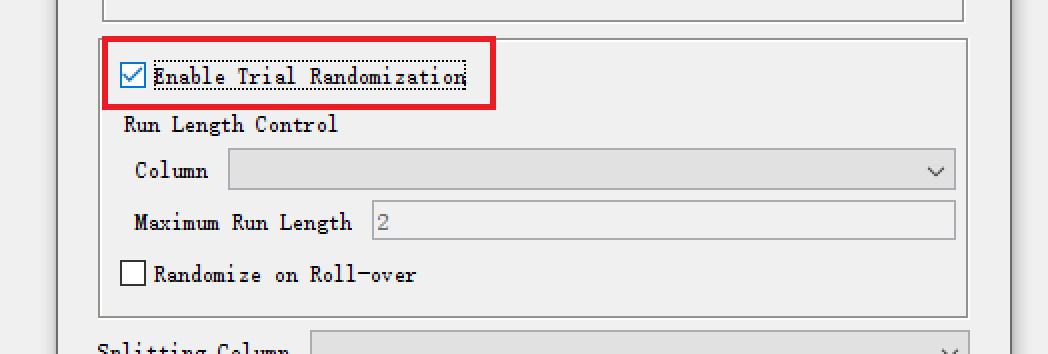 Enable Trial Randomization
Run Length Control
Column
Maximum Run Length 2
Randomize on Roll-over
Splitting Column